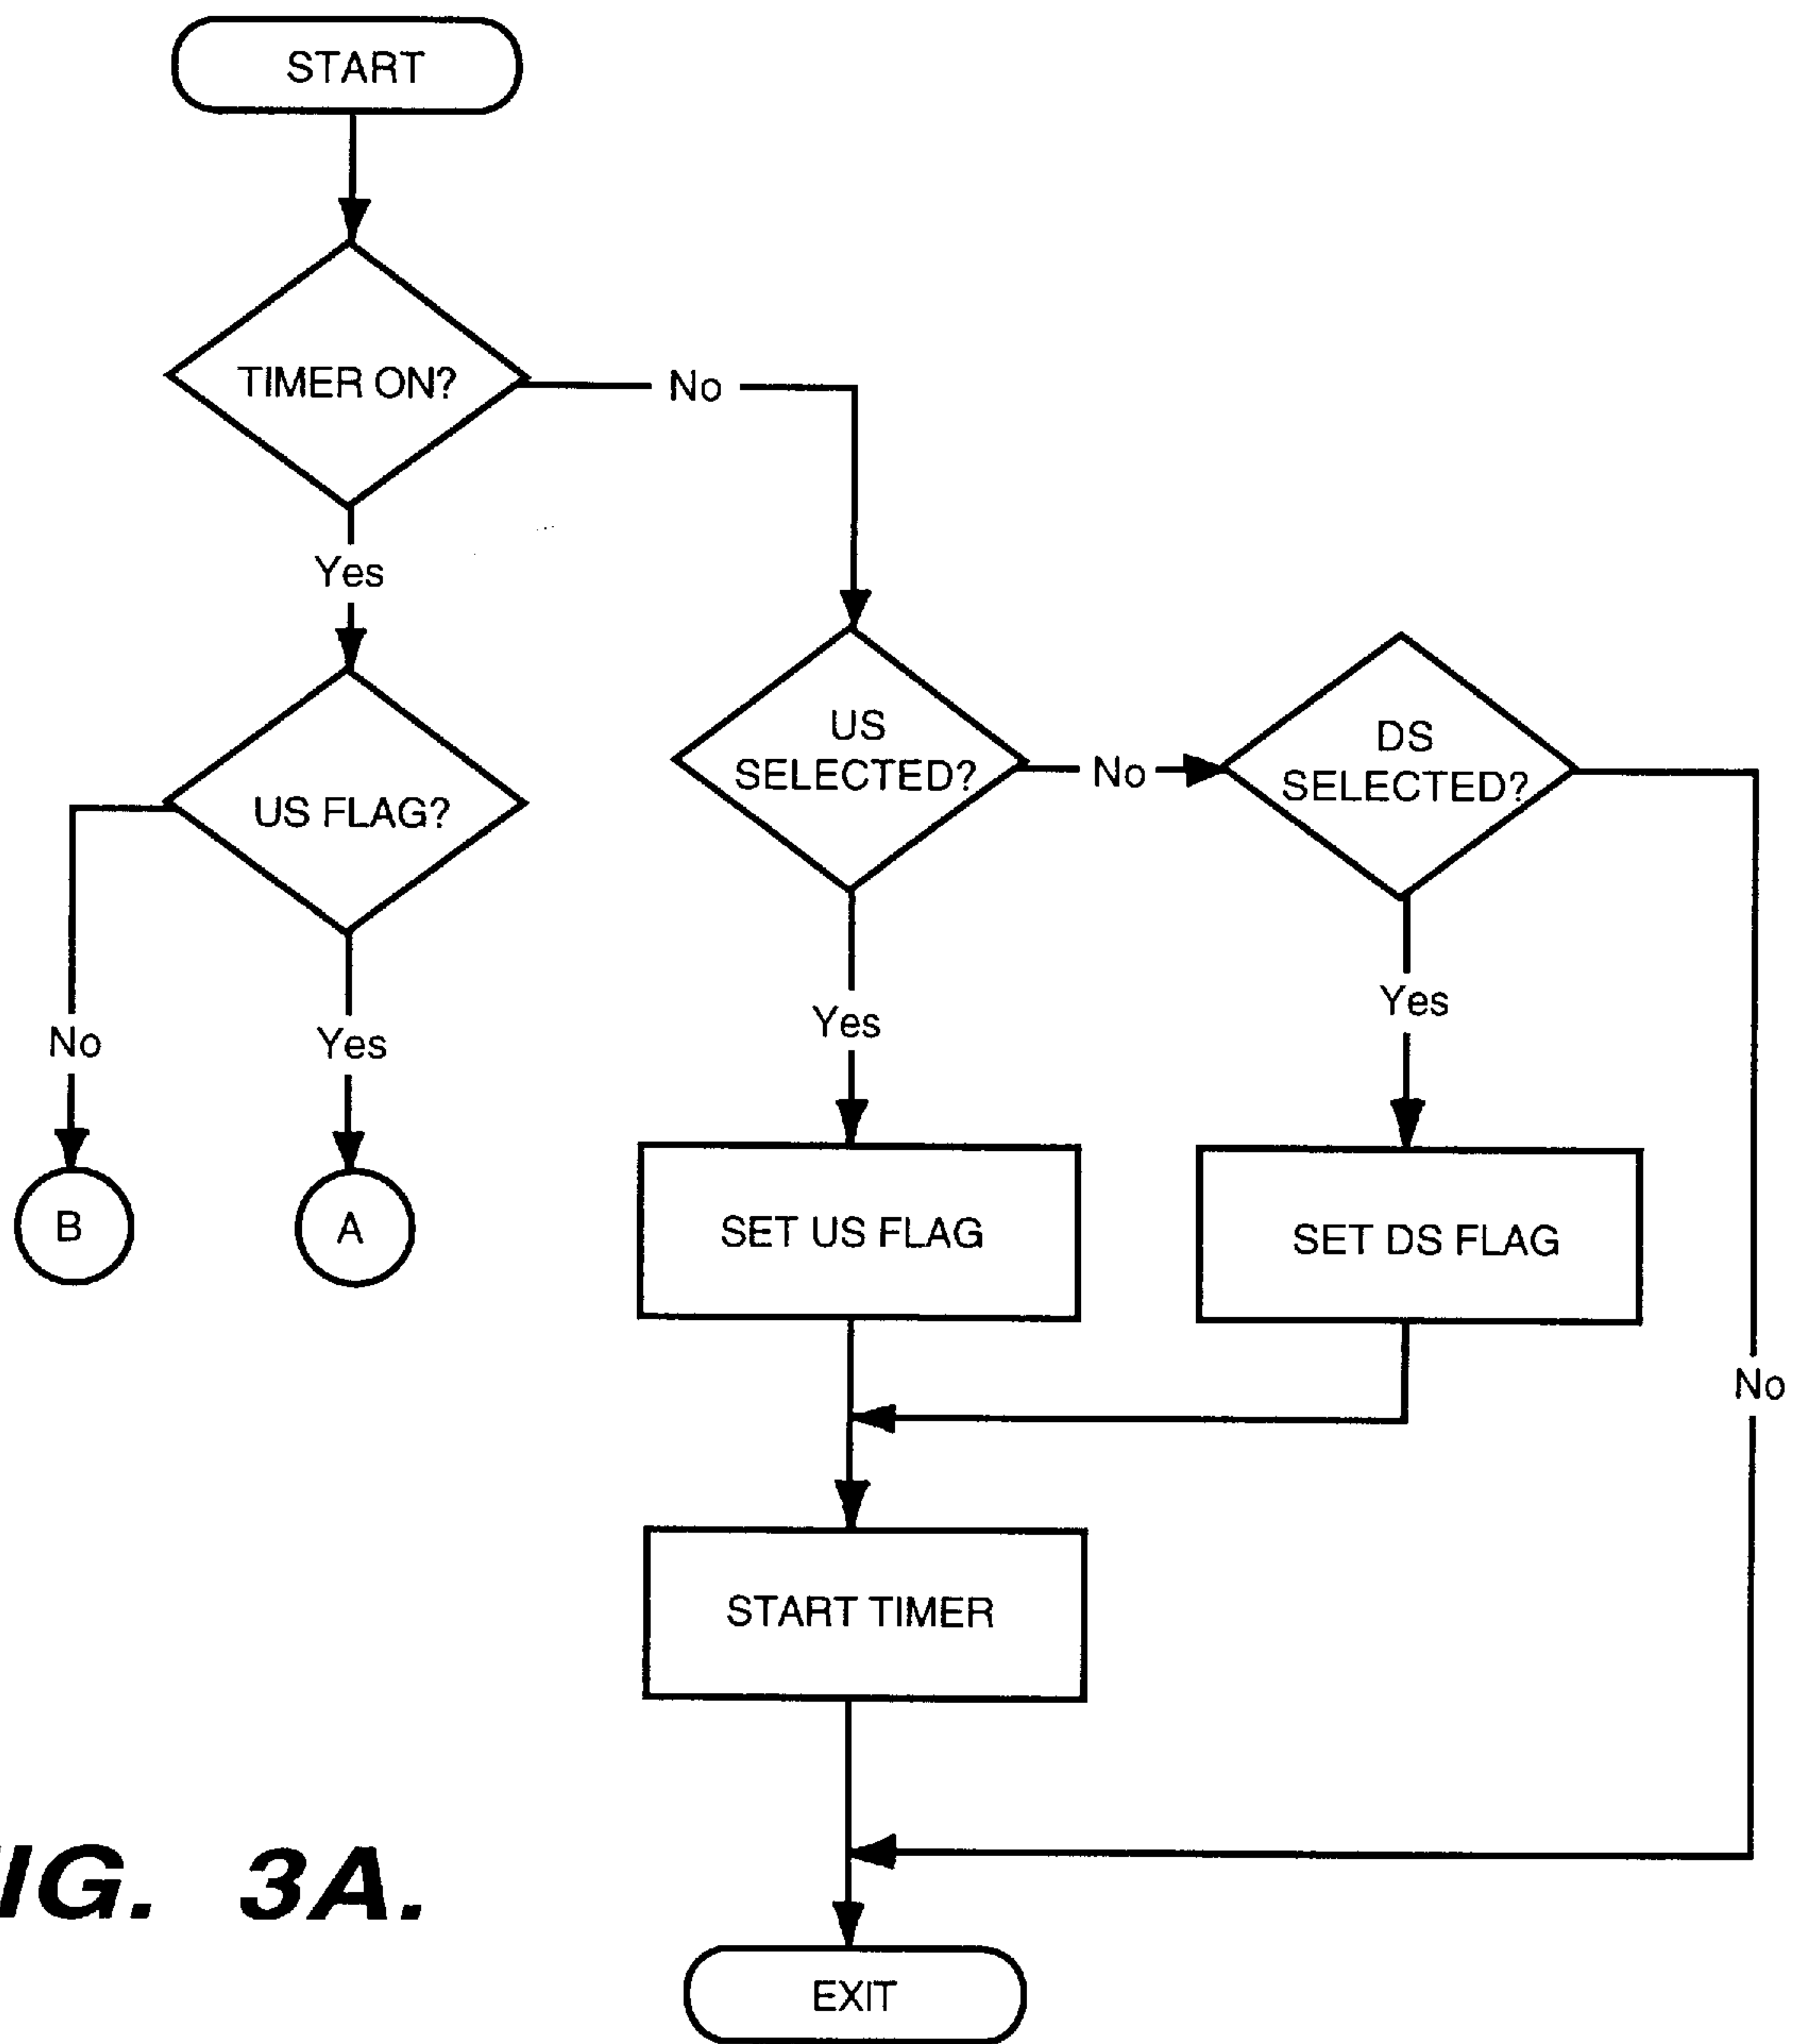 START
TIMER ON?
No
Yes
US
SELECTED?
No
DS
SELECTED?
US FLAG?
Yes
Yes
No
Yes
B
A
SET US FLAG
SET DS FLAG
No
START TIMER
IG. 3A.
EXIT